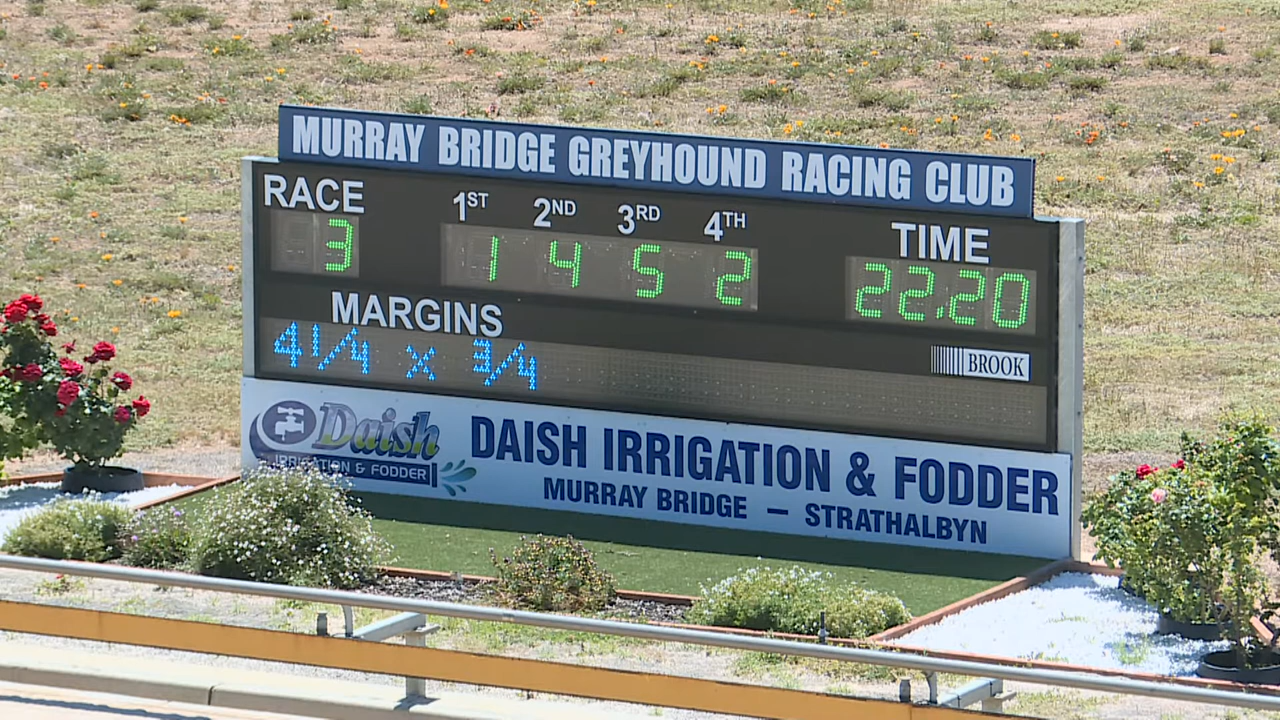 MURRAY BRIDGE GREYHOUND RACING CLUB
RACE 1ST 2ND 3RD 4TH TIME
3 1 4 5 2 22.20
MARGINS
4 1/4 x 3/4
BROOK
Daish
IRRIGATION & FODDER
DAISH IRRIGATION & FODDER
MURRAY BRIDGE – STRATHALBYN